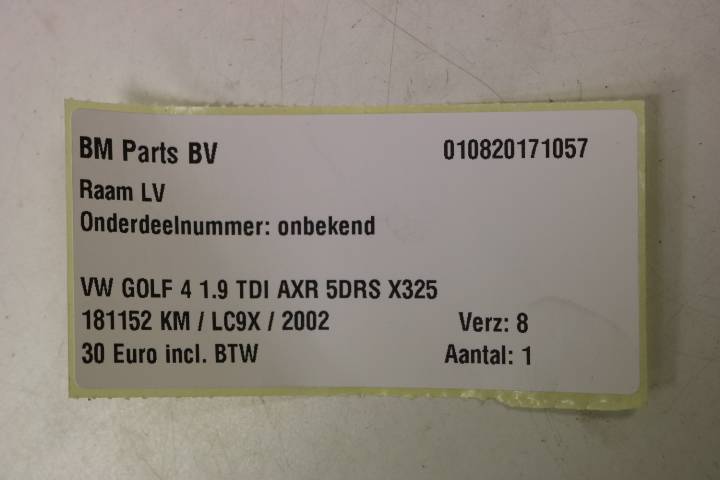 BM Parts BV 010820171057
Raam LV
Onderdeelnummer: onbekend
VW GOLF 4 1.9 TDI AXR 5DRS X325
181152 KM / LC9X / 2002 Verz: 8
30 Euro incl. BTW Aantal: 1